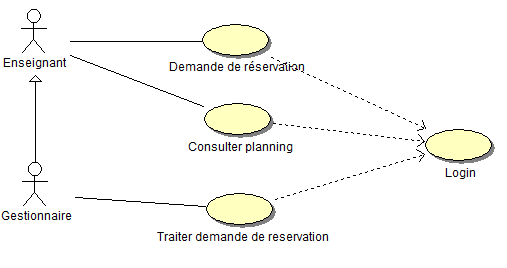 Enseignant
Demande de réservation
Consulter planning
Login
Gestionnaire
Traiter demande de reservation